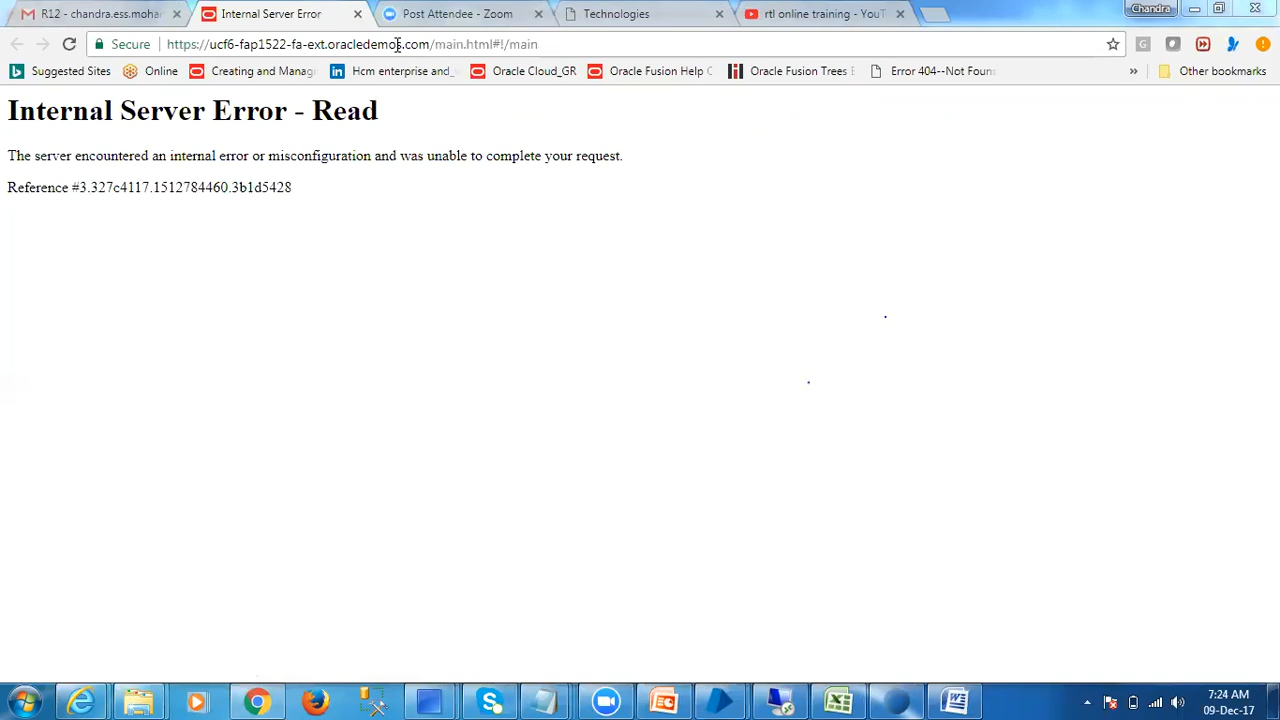 R12 - chandra.ess.mohan
Internal Server Error
Post Attendee - Zoom
Technologies
rtl online training - YouT
Chandra
Secure
https://ucf6-fap1522-fa-ext.oracledemos.com/main.html#!/main
Suggested Sites
Online
Creating and Manag
Hcm enterprise and_
Oracle Cloud_GR
Oracle Fusion Help C
Oracle Fusion Trees E
Error 404--Not Foun
»
Other bookmarks
Internal Server Error - Read
The server encountered an internal error or misconfiguration and was unable to complete your request.
Reference #3.327c4117.1512784460.3b1d5428
7:24 AM
09-Dec-17